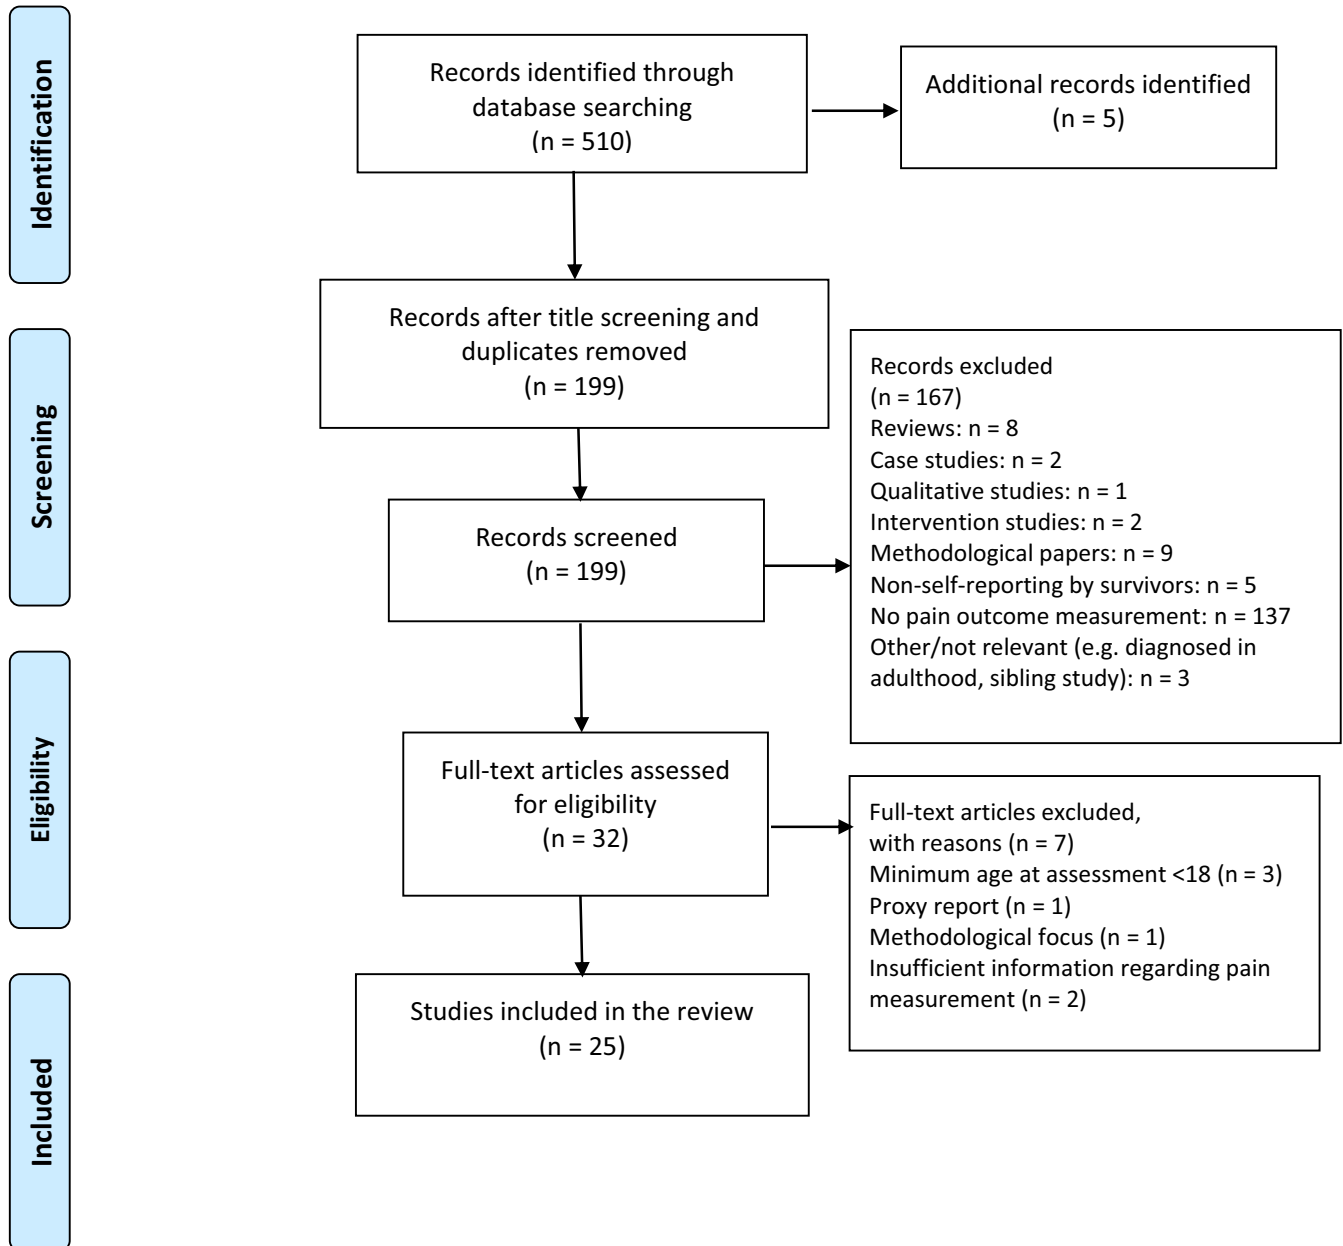 Identification
Records identified through
database searching
(n = 510)
Additional records identified
(n = 5)
Records after title screening and
duplicates removed
(n = 199)
Screening
Records screened
(n = 199)
Records excluded
(n = 167)
Reviews: n = 8
Case studies: n = 2
Qualitative studies: n = 1
Intervention studies: n = 2
Methodological papers: n = 9
Non-self-reporting by survivors: n = 5
No pain outcome measurement: n = 137
Other/not relevant (e.g. diagnosed in
adulthood, sibling study): n = 3
Eligibility
Full-text articles assessed
for eligibility
(n = 32)
Full-text articles excluded,
with reasons (n = 7)
Minimum age at assessment <18 (n = 3)
Proxy report (n = 1)
Methodological focus (n = 1)
Insufficient information regarding pain
measurement (n = 2)
Included
Studies included in the review
(n = 25)